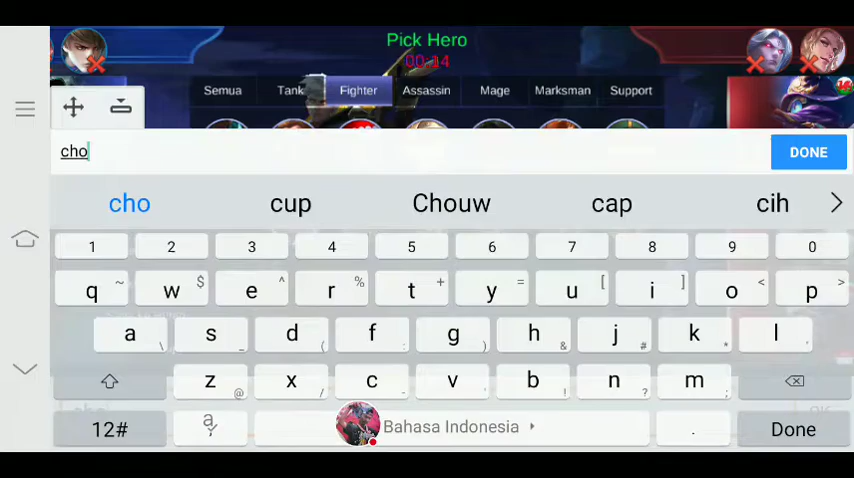 Pick Hero
00:14
Semua Tank Fighter Assassin Mage Marksman Support
cho DONE
cho cup Chouw cap cih
1 2 3 4 5 6 7 8 9 0
q ~ w $ e ^ r % t + y = u [ i ] o < p >
a \ s _ d ( f : g ) h & j # k * l '
z @ x / c - v ' b ! n ? m ;
12# a , Bahasa Indonesia . Done